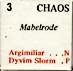 3 CHAOS
Mabelrode
Argimiliar . . N
Dyvim Slorm . P